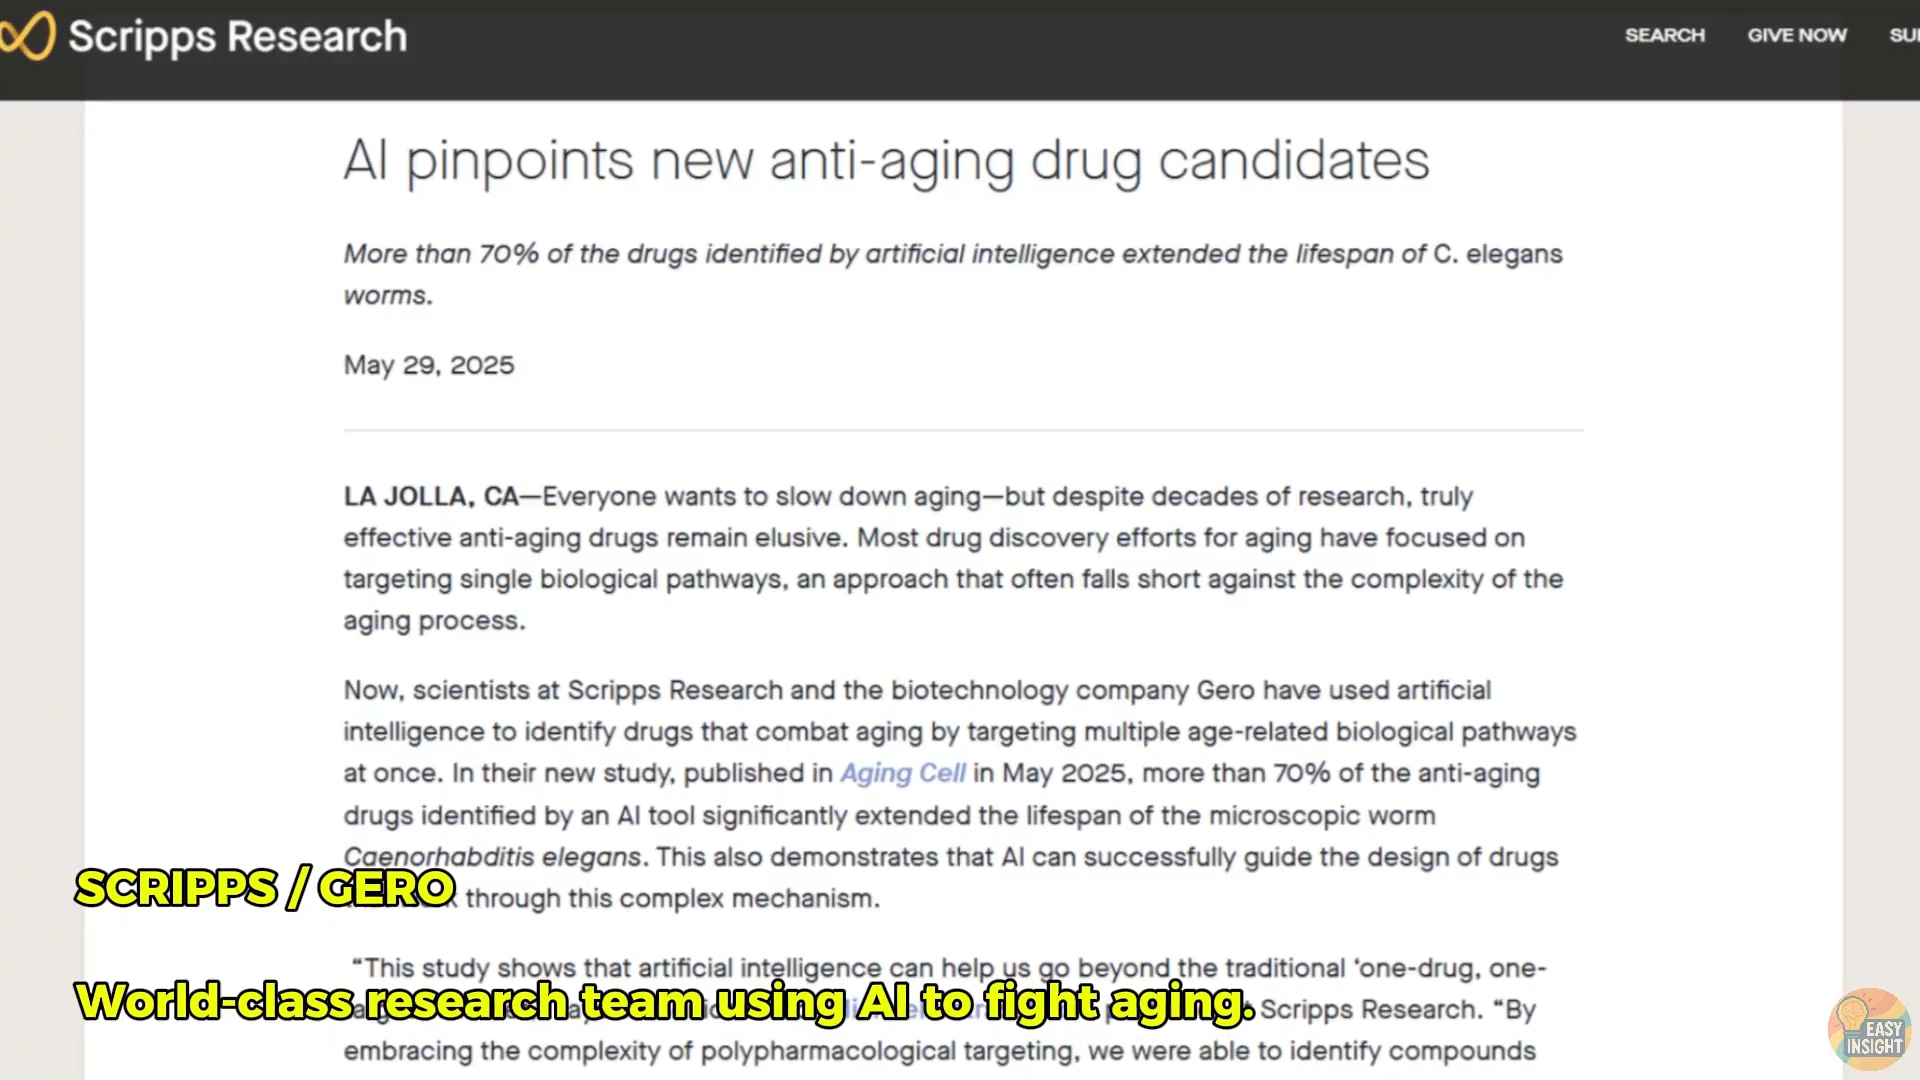 Scripps Research
SEARCH GIVE NOW
AI pinpoints new anti-aging drug candidates
More than 70% of the drugs identified by artificial intelligence extended the lifespan of C. elegans
worms.
May 29, 2025
LA JOLLA, CA—Everyone wants to slow down aging—but despite decades of research, truly
effective anti-aging drugs remain elusive. Most drug discovery efforts for aging have focused on
targeting single biological pathways, an approach that often falls short against the complexity of the
aging process.
Now, scientists at Scripps Research and the biotechnology company Gero have used artificial
intelligence to identify drugs that combat aging by targeting multiple age-related biological pathways
at once. In their new study, published in Aging Cell in May 2025, more than 70% of the anti-aging
drugs identified by an AI tool significantly extended the lifespan of the microscopic worm
Caenorhabditis elegans. This also demonstrates that AI can successfully guide the design of drugs
SCRIPPS / GERO
through this complex mechanism.
“This study shows that artificial intelligence can help us go beyond the traditional ‘one-drug, one-
World-class research team using AI to fight aging.
Scripps Research. “By
embracing the complexity of polypharmacological targeting, we were able to identify compounds
EASY
INSIGHT